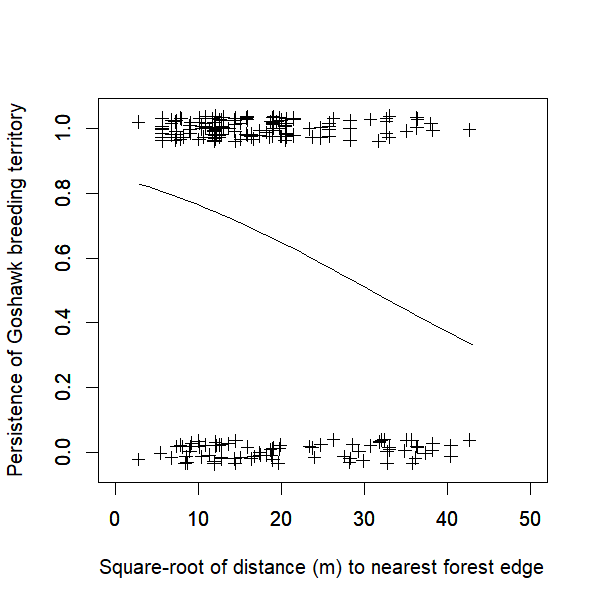 Persistence of Goshawk breeding territory
1.0
0.8
0.6
0.4
0.2
0.0
0 10 20 30 40 50
Square-root of distance (m) to nearest forest edge